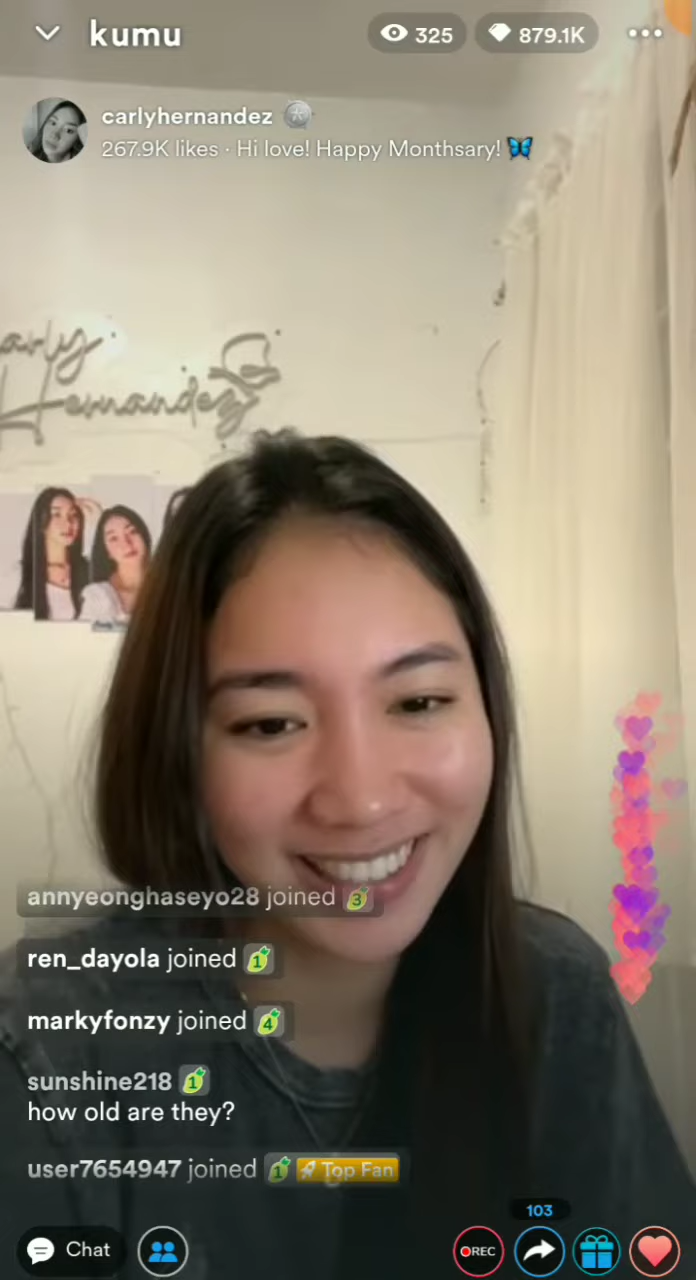 kumu
325
879.1K
carlyhernandez
267.9K likes · Hi love! Happy Monthsary!
arly
Hernandez
annyeonghaseyo28 joined 3
ren_dayola joined 1
markyfonzy joined 4
sunshine218 1
how old are they?
user7654947 joined 1 Top Fan
103
Chat
REC